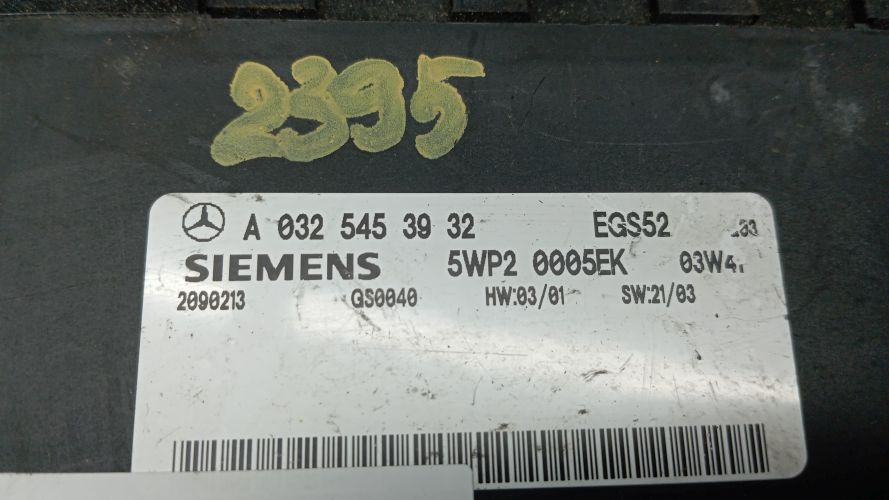 2395
A 032 545 39 32 EGS52
SIEMENS 5WP2 0005EK
2090213 GS0040 HW:03/01 SW:21/03